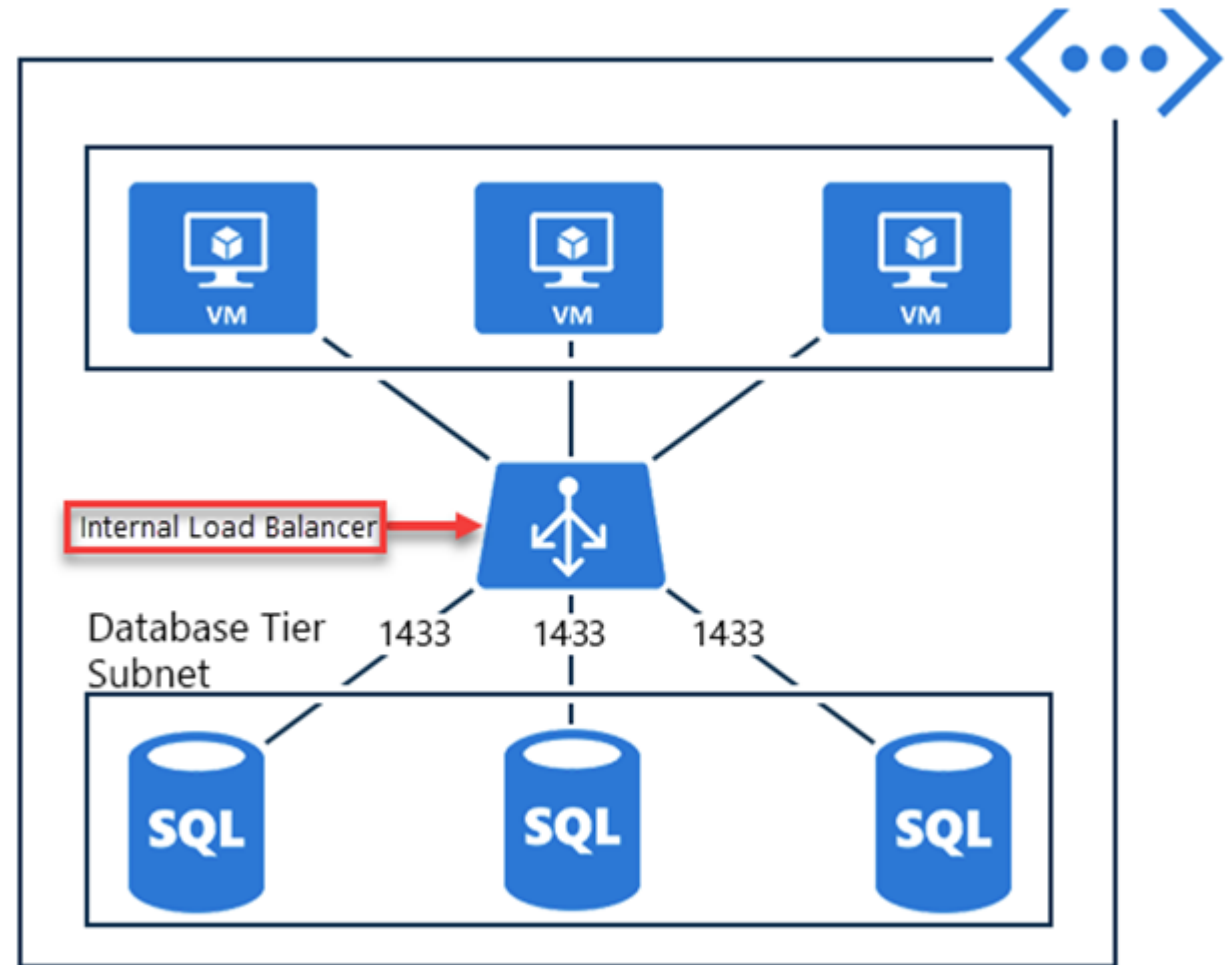 VM
VM
VM
Internal Load Balancer
Database Tier
Subnet
1433
1433
1433
SQL
SQL
SQL